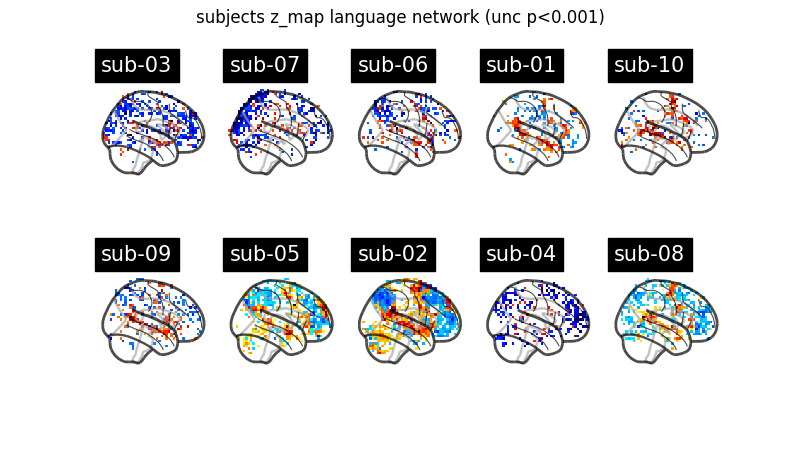 subjects z_map language network (unc p<0.001)
sub-03
sub-07
sub-06
sub-01
sub-10
sub-09
sub-05
sub-02
sub-04
sub-08